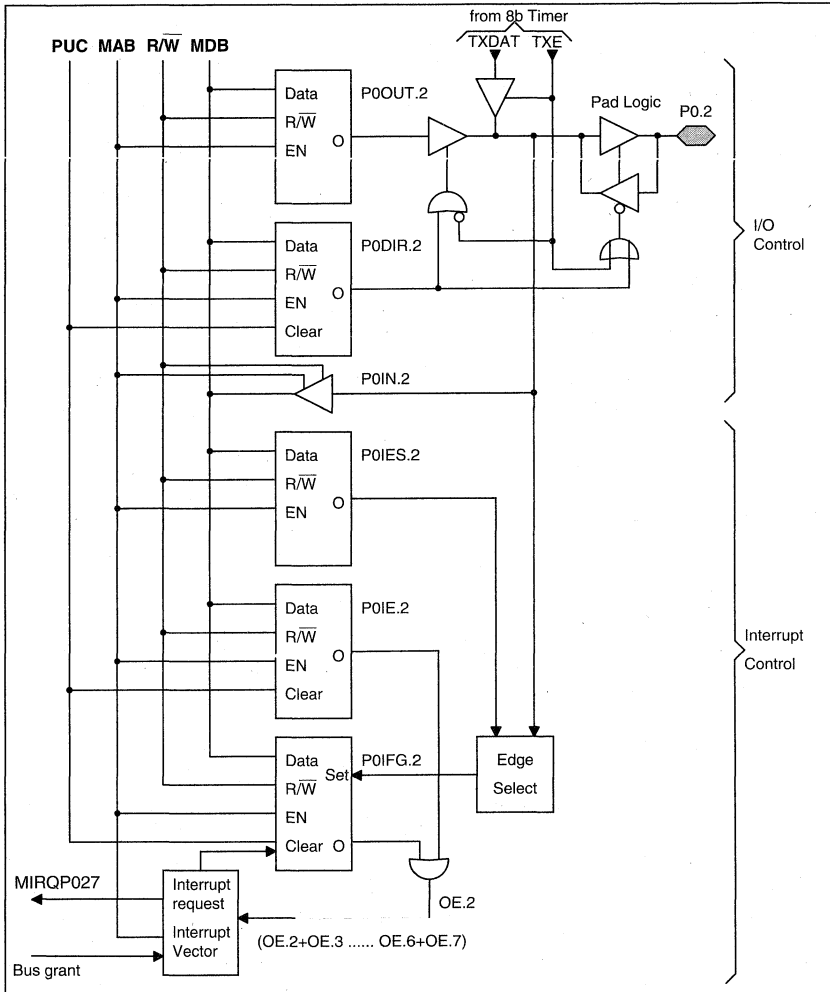 from 8b Timer
TXDAT TXE
PUC MAB R/W̅ MDB
Data
R/W̅
EN
O
P0OUT.2
Pad Logic
P0.2
Data
R/W̅
EN
O
Clear
P0DIR.2
I/O
Control
P0IN.2
Data
R/W̅
EN
O
P0IES.2
Data
R/W̅
EN
O
Clear
P0IE.2
Interrupt
Control
Data
R/W̅
Set
EN
Clear O
P0IFG.2
Edge
Select
MIRQP027
Interrupt
request
Interrupt
Vector
Bus grant
OE.2
(OE.2+OE.3 ...... OE.6+OE.7)